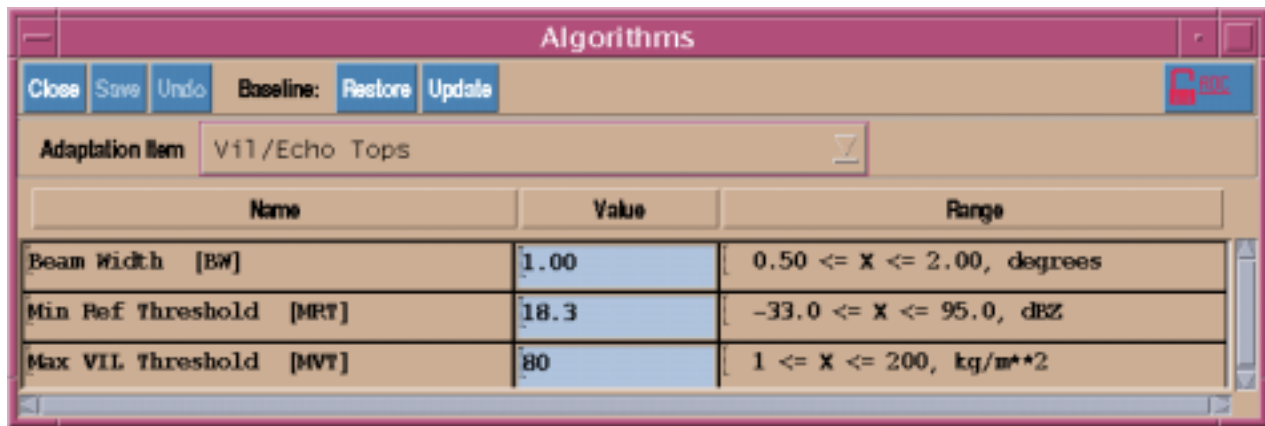 Algorithms
Close Save Undo Baseline: Restore Update ROC
Adaptation Item Vil/Echo Tops
Name Value Range
Beam Width [BW] 1.00 0.50 <= X <= 2.00, degrees
Min Ref Threshold [MRT] 18.3 -33.0 <= X <= 95.0, dBZ
Max VIL Threshold [MVT] 80 1 <= X <= 200, kg/m**2